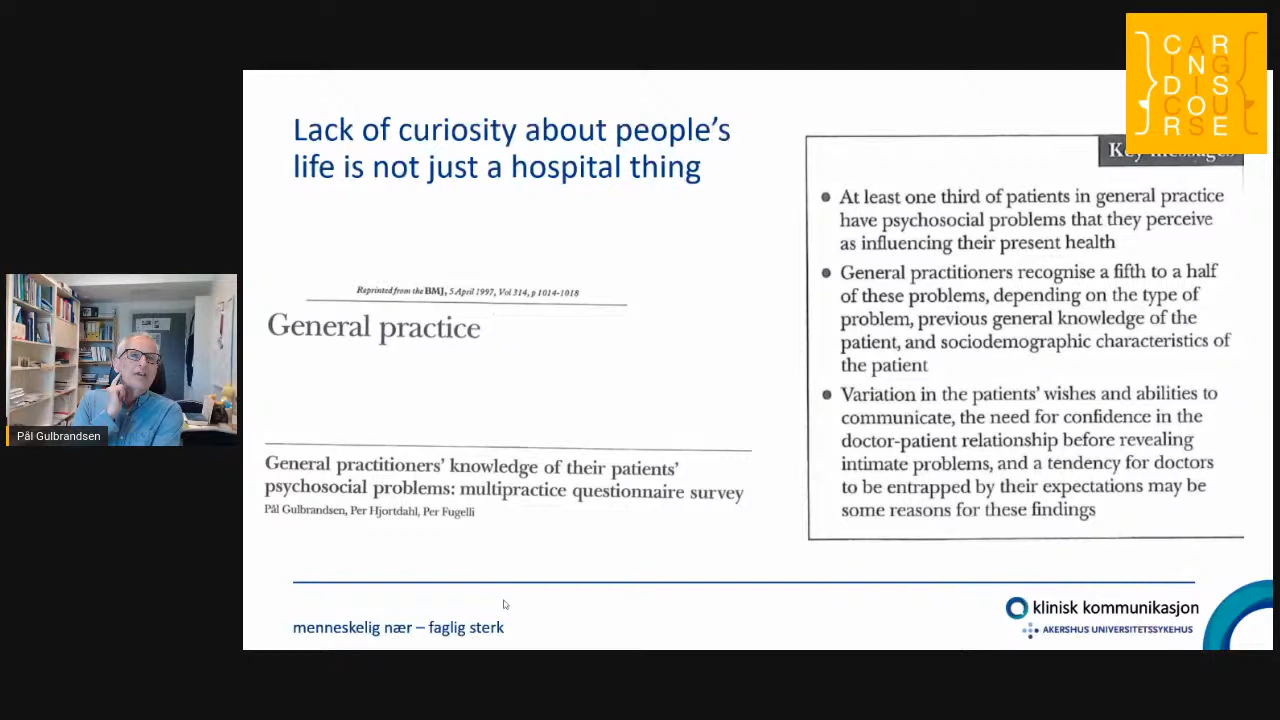 Lack of curiosity about people's
life is not just a hospital thing
Reprinted from the BMJ, 5 April 1997, Vol 314, p 1014-1018
General practice
General practitioners' knowledge of their patients'
psychosocial problems: multipractice questionnaire survey
Pål Gulbrandsen, Per Hjortdahl, Per Fugelli
Key messages
At least one third of patients in general practice
have psychosocial problems that they perceive
as influencing their present health
General practitioners recognise a fifth to a half
of these problems, depending on the type of
problem, previous general knowledge of the
patient, and sociodemographic characteristics of
the patient
Variation in the patients' wishes and abilities to
communicate, the need for confidence in the
doctor-patient relationship before revealing
intimate problems, and a tendency for doctors
to be entrapped by their expectations may be
some reasons for these findings
menneskelig nær – faglig sterk
klinisk kommunikasjon
AKERSHUS UNIVERSITETSSYKEHUS
Pål Gulbrandsen
CAR
ING
DIS
COU
RSE